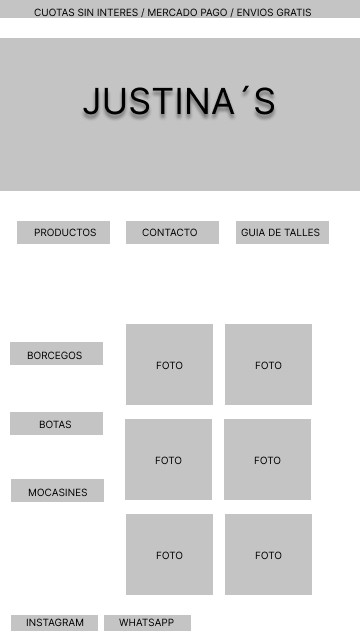 CUOTAS SIN INTERES / MERCADO PAGO / ENVIOS GRATIS
JUSTINA´S
PRODUCTOS CONTACTO GUIA DE TALLES
BORCEGOS
FOTO FOTO
BOTAS
FOTO FOTO
MOCASINES
FOTO FOTO
INSTAGRAM WHATSAPP